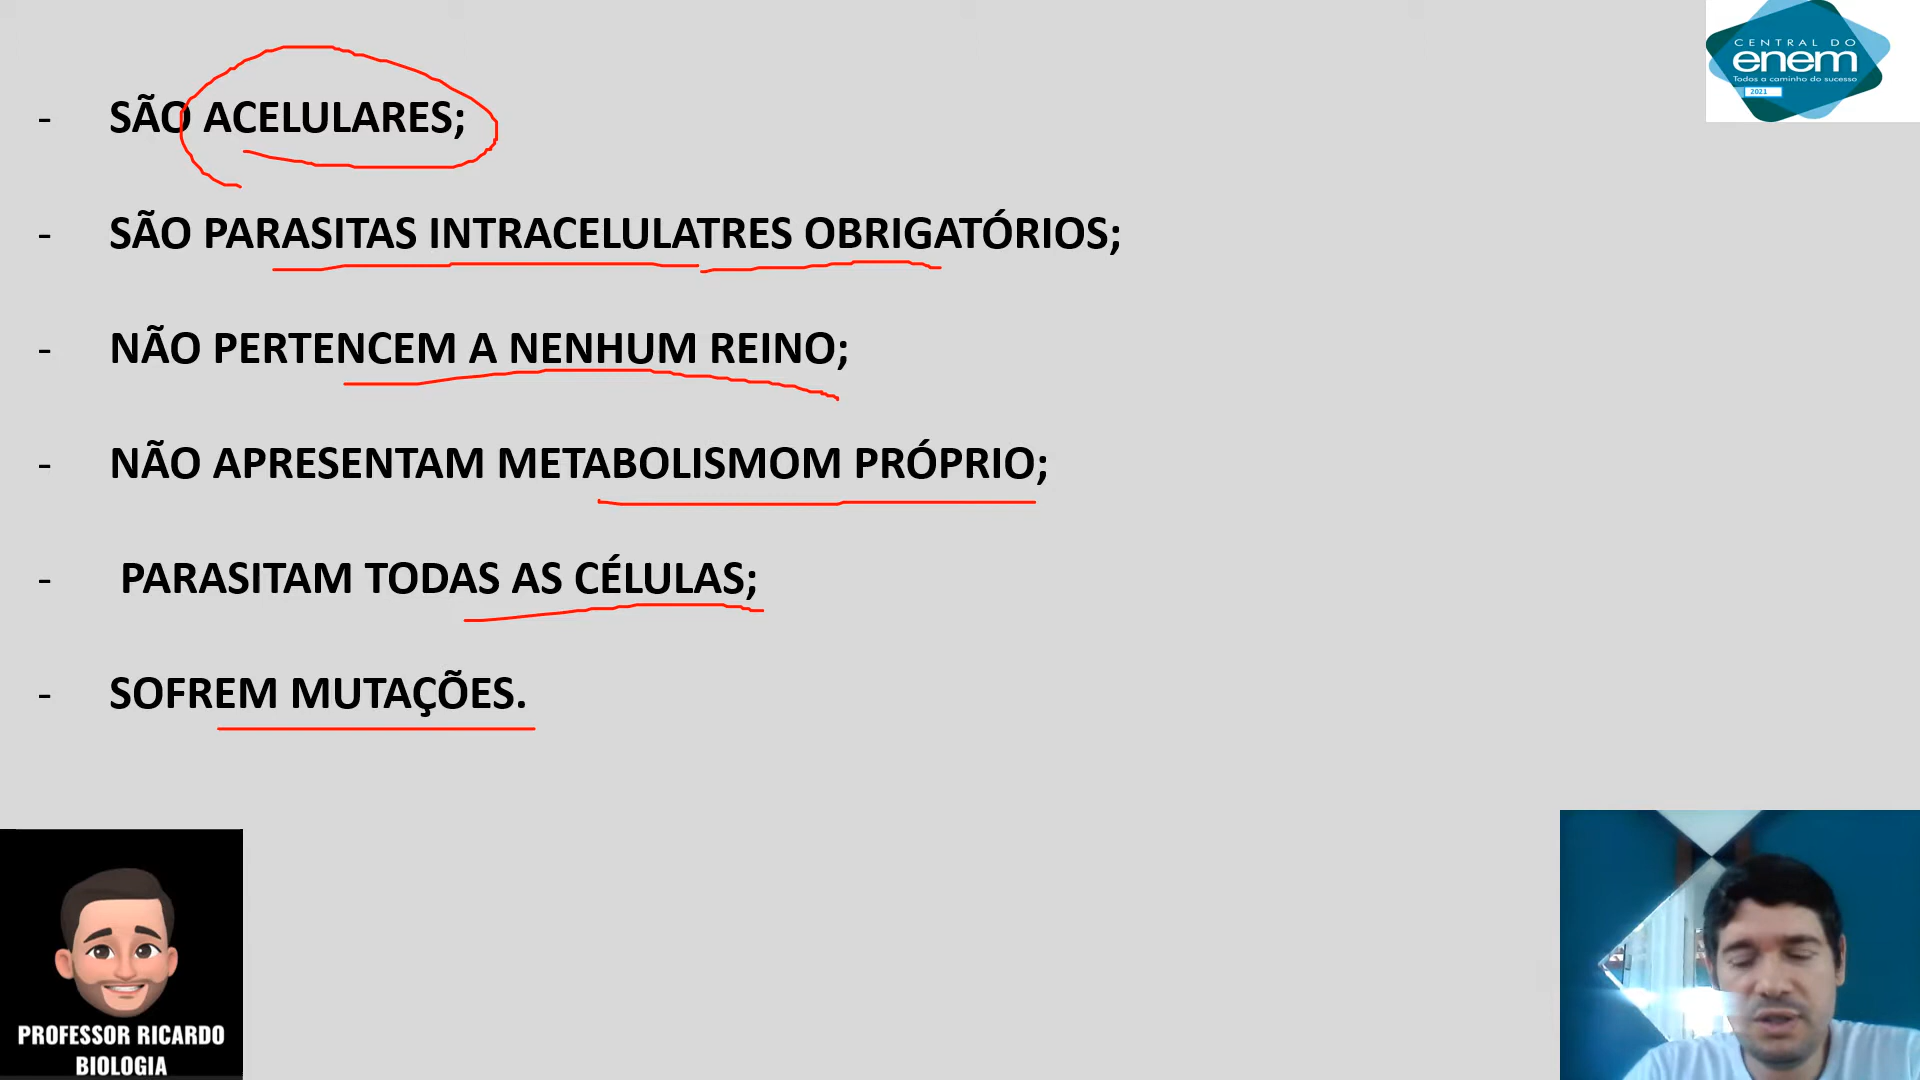 - SÃO ACELULARES;
- SÃO PARASITAS INTRACELULATRES OBRIGATÓRIOS;
- NÃO PERTENCEM A NENHUM REINO;
- NÃO APRESENTAM METABOLISMOM PRÓPRIO;
- PARASITAM TODAS AS CÉLULAS;
- SOFREM MUTAÇÕES.
CENTRAL DO
enem
Todos a caminho do sucesso
2021
PROFESSOR RICARDO
BIOLOGIA